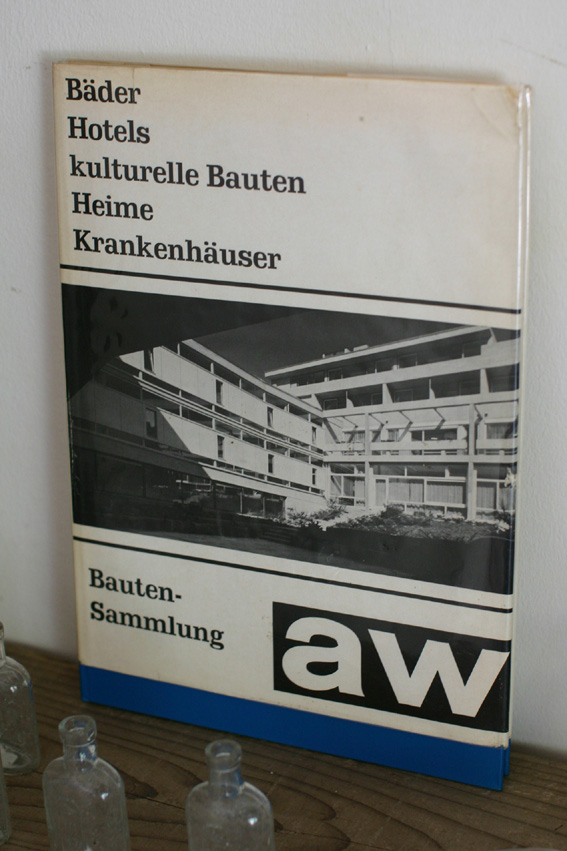 Bäder
Hotels
kulturelle Bauten
Heime
Krankenhäuser
Bauten-
Sammlung
aw